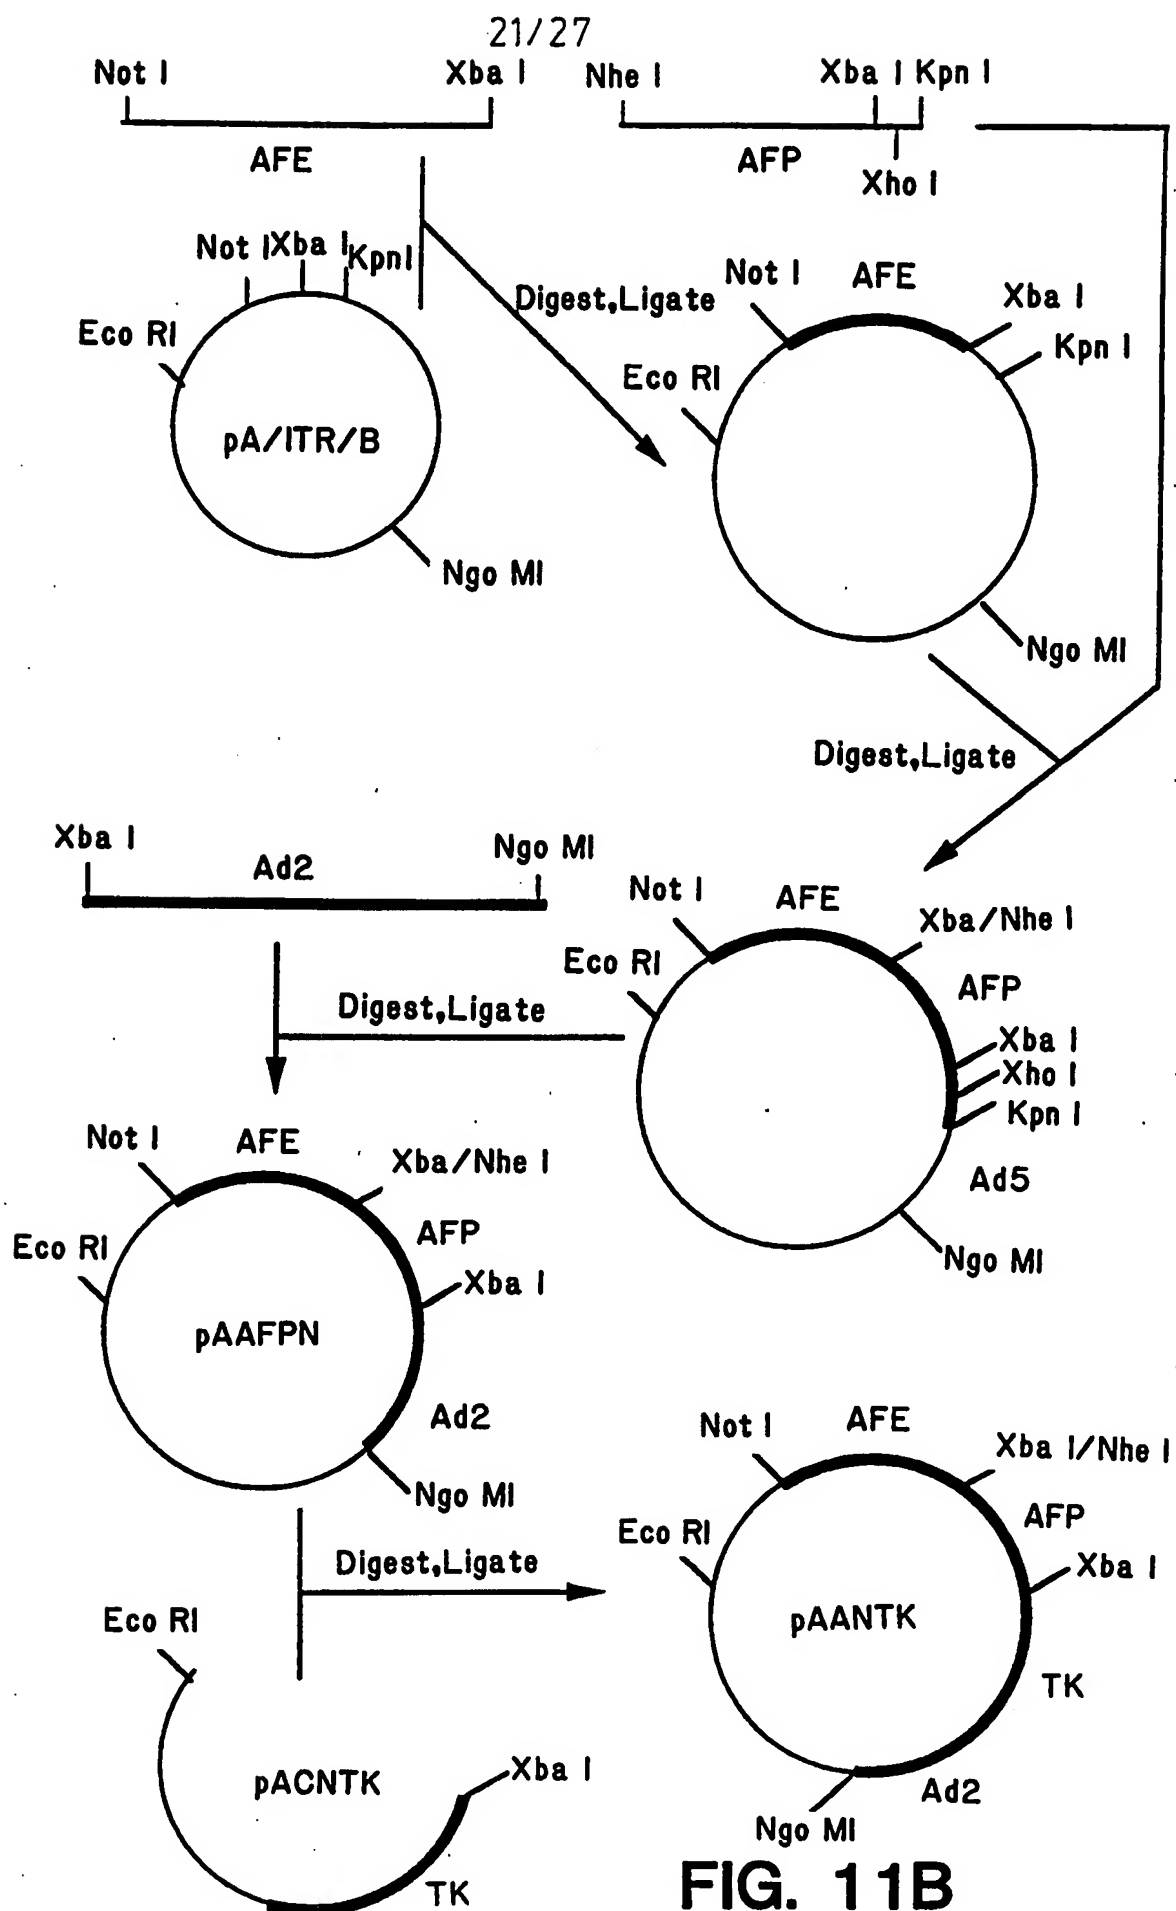 21/27
Not I
Xba I
Nhe I
Xba I
Kpn I
AFE
AFP
Xho I
Not I
Xba I
KpnI
Eco RI
pA/ITR/B
Ngo MI
Digest,Ligate
Not I
AFE
Xba I
Kpn I
Eco RI
Ngo MI
Digest,Ligate
Xba I
Ad2
Ngo MI
Digest,Ligate
Not I
AFE
Xba/Nhe I
Eco RI
AFP
Xba I
Xho I
Kpn I
Ad5
Ngo MI
Not I
AFE
Xba/Nhe I
Eco RI
AFP
Xba I
pAAFPN
Ad2
Ngo MI
Digest,Ligate
Not I
AFE
Xba I/Nhe I
Eco RI
AFP
Xba I
pAANTK
TK
Ad2
Ngo MI
Eco RI
pACNTK
Xba I
TK
FIG. 11B